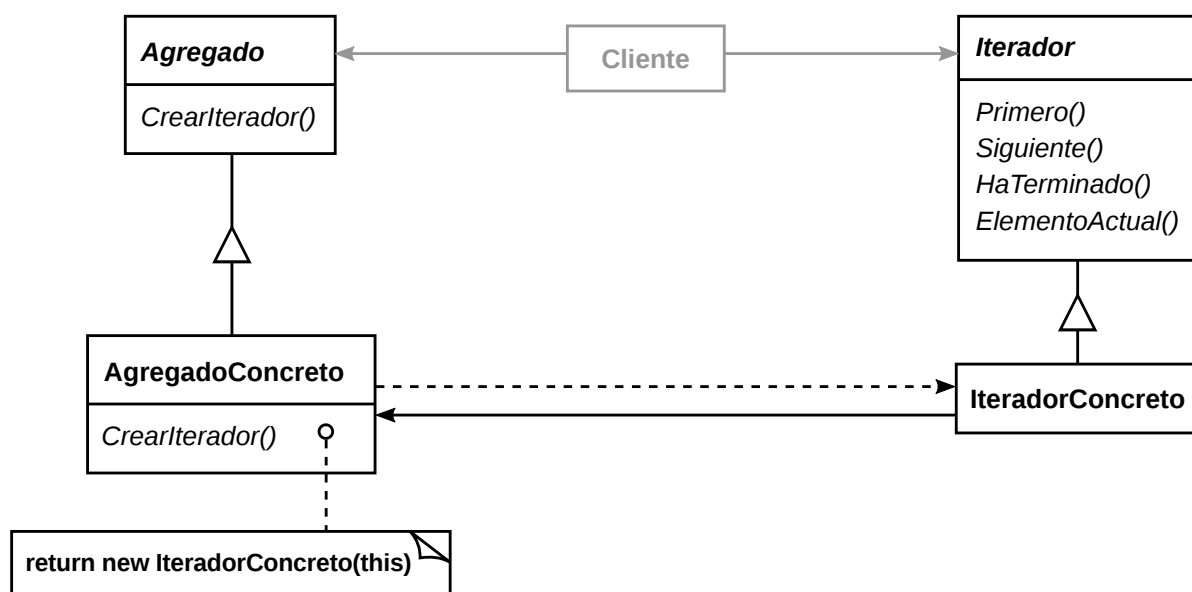 Agregado
CrearIterador()
Cliente
Iterador
Primero()
Siguiente()
HaTerminado()
ElementoActual()
AgregadoConcreto
CrearIterador()
IteradorConcreto
return new IteradorConcreto(this)